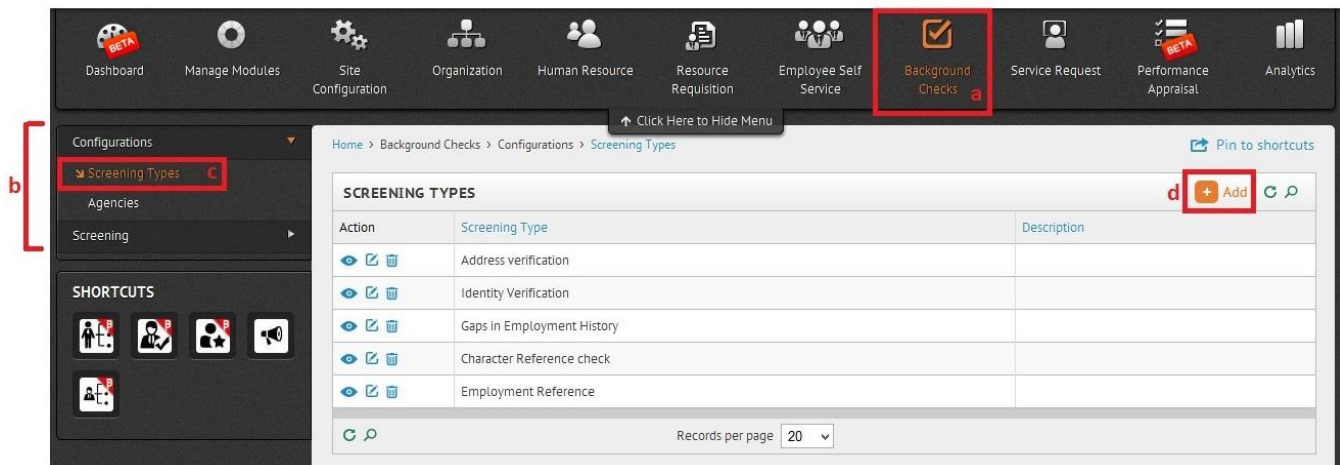 BETA
BETA
Dashboard
Manage Modules
Site
Configuration
Organization
Human Resource
Resource
Requisition
Employee Self
Service
Background
Checks
a
Service Request
Performance
Appraisal
Analytics
Click Here to Hide Menu
b
Configurations
Screening Types
c
Agencies
Screening
SHORTCUTS
B
B
B
B
Home > Background Checks > Configurations > Screening Types
Pin to shortcuts
SCREENING TYPES
d
+ Add
Action Screening Type Description
Address verification
Identity Verification
Gaps in Employment History
Character Reference check
Employment Reference
Records per page 20